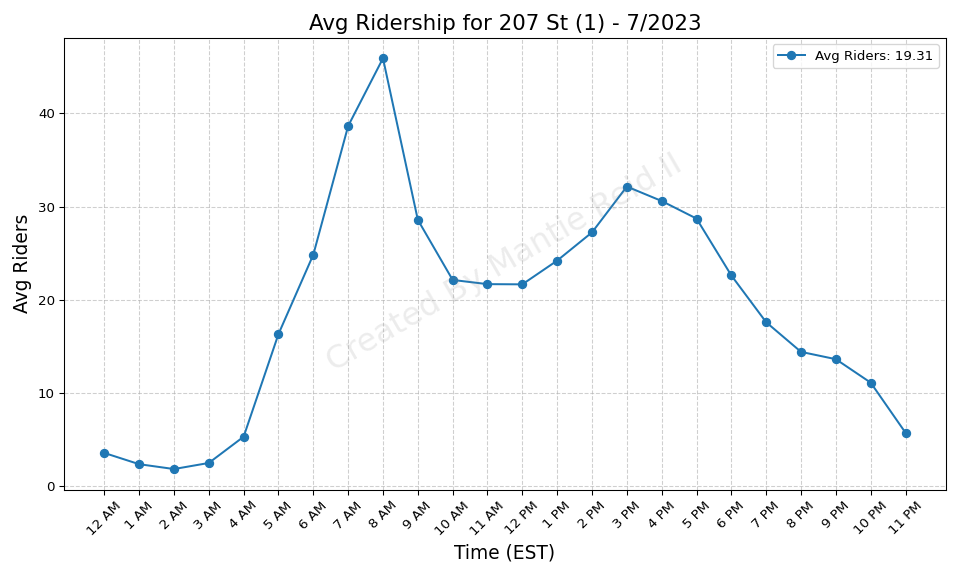 Avg Ridership for 207 St (1) - 7/2023
Avg Riders: 19.31
Avg Riders
40
30
20
10
0
Created By Mantie Reid II
12 AM
1 AM
2 AM
3 AM
4 AM
5 AM
6 AM
7 AM
8 AM
9 AM
10 AM
11 AM
12 PM
1 PM
2 PM
3 PM
4 PM
5 PM
6 PM
7 PM
8 PM
9 PM
10 PM
11 PM
Time (EST)